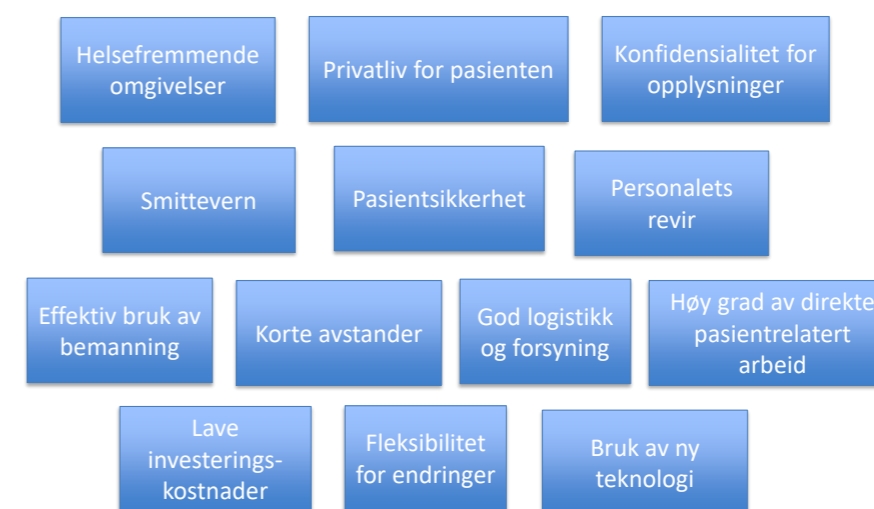 Helsefremmende
omgivelser
Privatliv for pasienten
Konfidensialitet for
opplysninger
Smittevern
Pasientsikkerhet
Personalets
revir
Effektiv bruk av
bemanning
Korte avstander
God logistikk
og forsyning
Høy grad av direkte
pasientrelatert
arbeid
Lave
investerings-
kostnader
Fleksibilitet
for endringer
Bruk av ny
teknologi